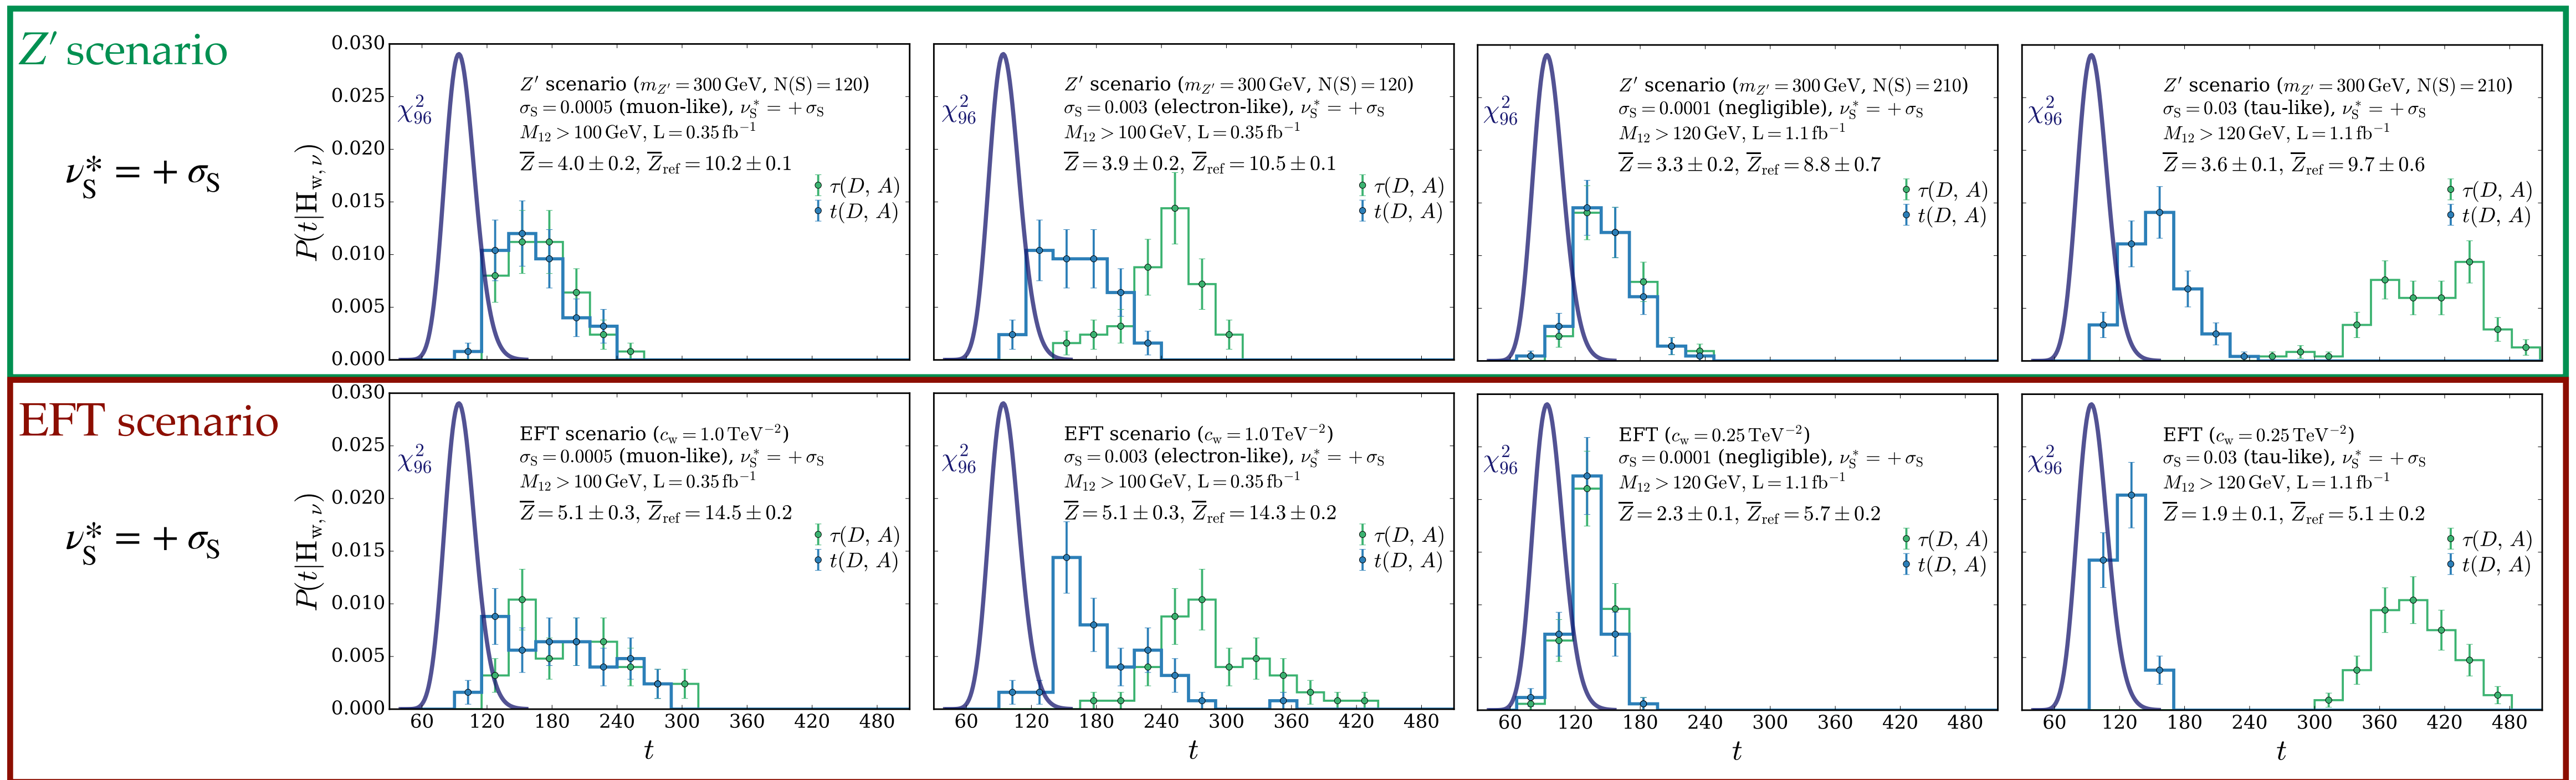 Z′ scenario
ν*_S = + σ_S
P(t|H_{w,ν})
0.030
0.025
0.020
0.015
0.010
0.005
0.000
χ²_96
Z′ scenario (m_{Z′} = 300 GeV, N(S) = 120)
σ_S = 0.0005 (muon-like), ν*_S = +σ_S
M_12 > 100 GeV, L = 0.35 fb⁻¹
Z̅ = 4.0 ± 0.2, Z̅_ref = 10.2 ± 0.1
τ(D, A)
t(D, A)
χ²_96
Z′ scenario (m_{Z′} = 300 GeV, N(S) = 120)
σ_S = 0.003 (electron-like), ν*_S = +σ_S
M_12 > 100 GeV, L = 0.35 fb⁻¹
Z̅ = 3.9 ± 0.2, Z̅_ref = 10.5 ± 0.1
τ(D, A)
t(D, A)
χ²_96
Z′ scenario (m_{Z′} = 300 GeV, N(S) = 210)
σ_S = 0.0001 (negligible), ν*_S = +σ_S
M_12 > 120 GeV, L = 1.1 fb⁻¹
Z̅ = 3.3 ± 0.2, Z̅_ref = 8.8 ± 0.7
τ(D, A)
t(D, A)
χ²_96
Z′ scenario (m_{Z′} = 300 GeV, N(S) = 210)
σ_S = 0.03 (tau-like), ν*_S = +σ_S
M_12 > 120 GeV, L = 1.1 fb⁻¹
Z̅ = 3.6 ± 0.1, Z̅_ref = 9.7 ± 0.6
τ(D, A)
t(D, A)
EFT scenario
ν*_S = + σ_S
P(t|H_{w,ν})
0.030
0.025
0.020
0.015
0.010
0.005
0.000
χ²_96
EFT scenario (c_w = 1.0 TeV⁻²)
σ_S = 0.0005 (muon-like), ν*_S = +σ_S
M_12 > 100 GeV, L = 0.35 fb⁻¹
Z̅ = 5.1 ± 0.3, Z̅_ref = 14.5 ± 0.2
τ(D, A)
t(D, A)
60 120 180 240 300 360 420 480
t
χ²_96
EFT scenario (c_w = 1.0 TeV⁻²)
σ_S = 0.003 (electron-like), ν*_S = +σ_S
M_12 > 100 GeV, L = 0.35 fb⁻¹
Z̅ = 5.1 ± 0.3, Z̅_ref = 14.3 ± 0.2
τ(D, A)
t(D, A)
60 120 180 240 300 360 420 480
t
χ²_96
EFT (c_w = 0.25 TeV⁻²)
σ_S = 0.0001 (negligible), ν*_S = +σ_S
M_12 > 120 GeV, L = 1.1 fb⁻¹
Z̅ = 2.3 ± 0.1, Z̅_ref = 5.7 ± 0.2
τ(D, A)
t(D, A)
60 120 180 240 300 360 420 480
t
χ²_96
EFT (c_w = 0.25 TeV⁻²)
σ_S = 0.03 (tau-like), ν*_S = +σ_S
M_12 > 120 GeV, L = 1.1 fb⁻¹
Z̅ = 1.9 ± 0.1, Z̅_ref = 5.1 ± 0.2
τ(D, A)
t(D, A)
60 120 180 240 300 360 420 480
t